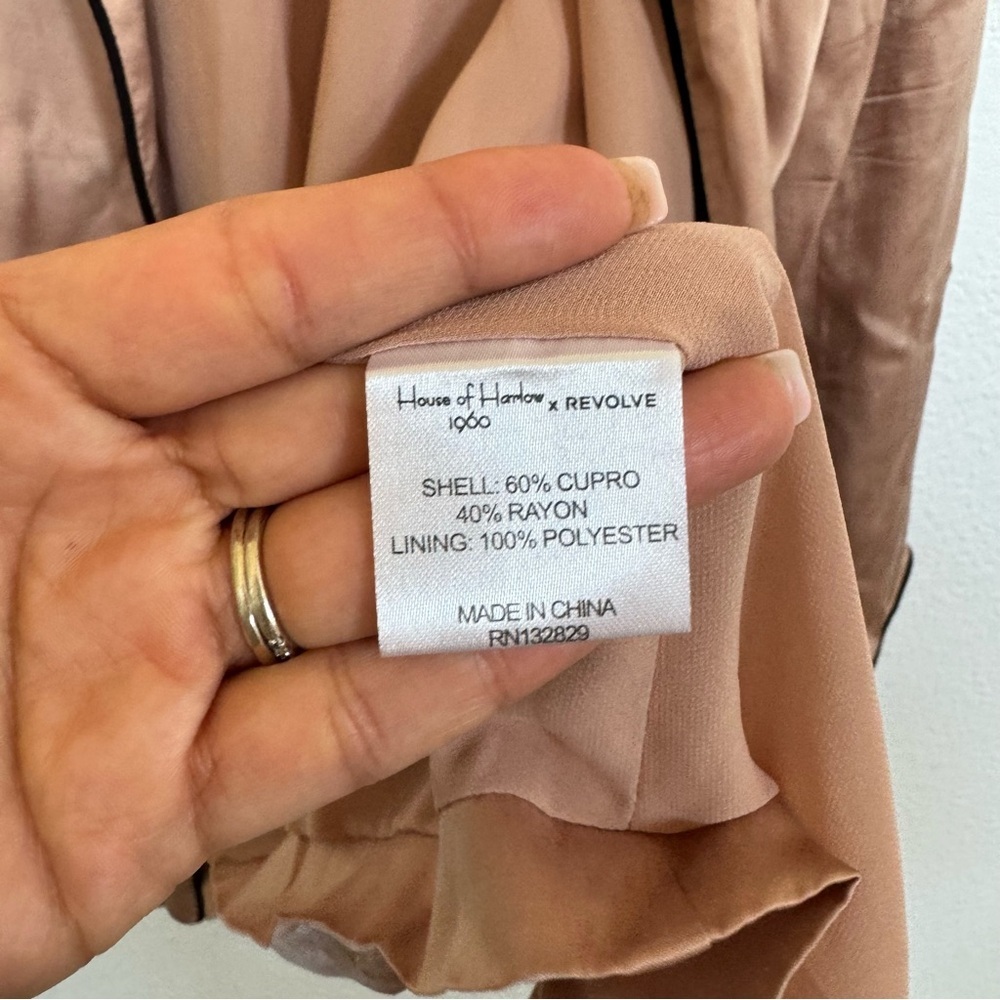 House of Harlow x REVOLVE
1960
SHELL: 60% CUPRO
40% RAYON
LINING: 100% POLYESTER
MADE IN CHINA
RN132829